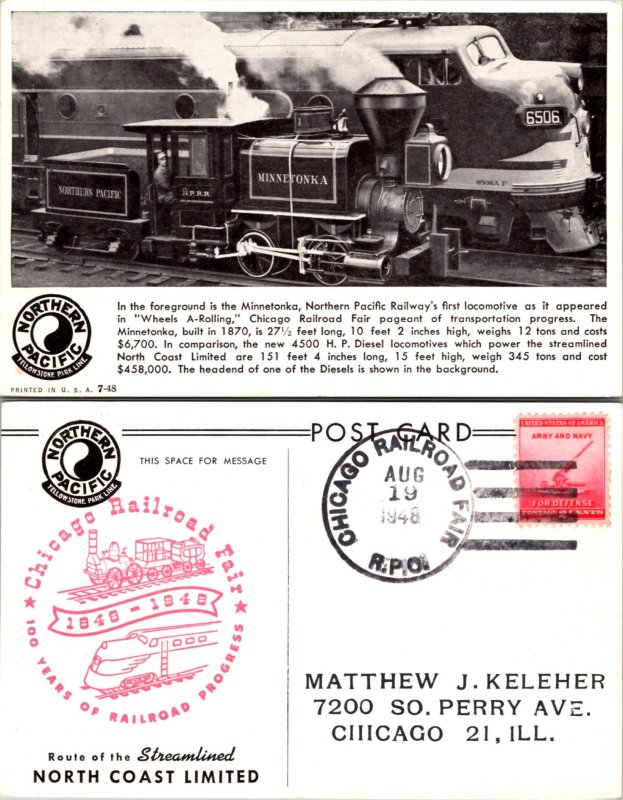 6506
6506A F
NORTHERN PACIFIC
N.P.R.R.
MINNETONKA
NORTHERN
PACIFIC
YELLOWSTONE PARK LINE
In the foreground is the Minnetonka, Northern Pacific Railway's first locomotive as it appeared
in "Wheels A-Rolling," Chicago Railroad Fair pageant of transportation progress. The
Minnetonka, built in 1870, is 27½ feet long, 10 feet 2 inches high, weighs 12 tons and costs
$6,700. In comparison, the new 4500 H. P. Diesel locomotives which power the streamlined
North Coast Limited are 151 feet 4 inches long, 15 feet high, weigh 345 tons and cost
$458,000. The headend of one of the Diesels is shown in the background.
PRINTED IN U. S. A. 7-48
POST CARD
NORTHERN
PACIFIC
YELLOWSTONE PARK LINE
THIS SPACE FOR MESSAGE
Chicago Railroad Fair
1848 - 1948
100 YEARS OF RAILROAD PROGRESS
CHICAGO RAILROAD FAIR
AUG
19
1948
R.P.O.
UNITED STATES OF AMERICA
ARMY AND NAVY
FOR DEFENSE
POSTAGE 2 CENTS
MATTHEW J. KELEHER
7200 SO. PERRY AVE.
CHICAGO 21, ILL.
Route of the Streamlined
NORTH COAST LIMITED